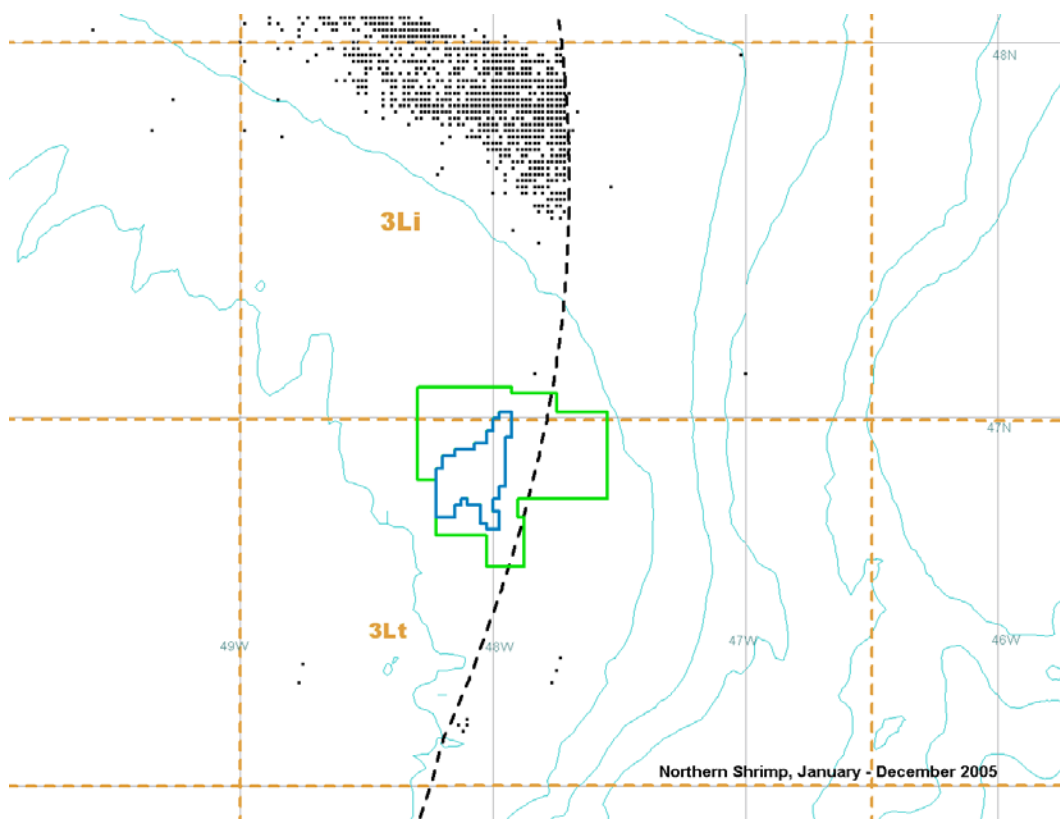 48N
3Li
47N
3Lt
49W
48W
47W
46W
Northern Shrimp, January - December 2005